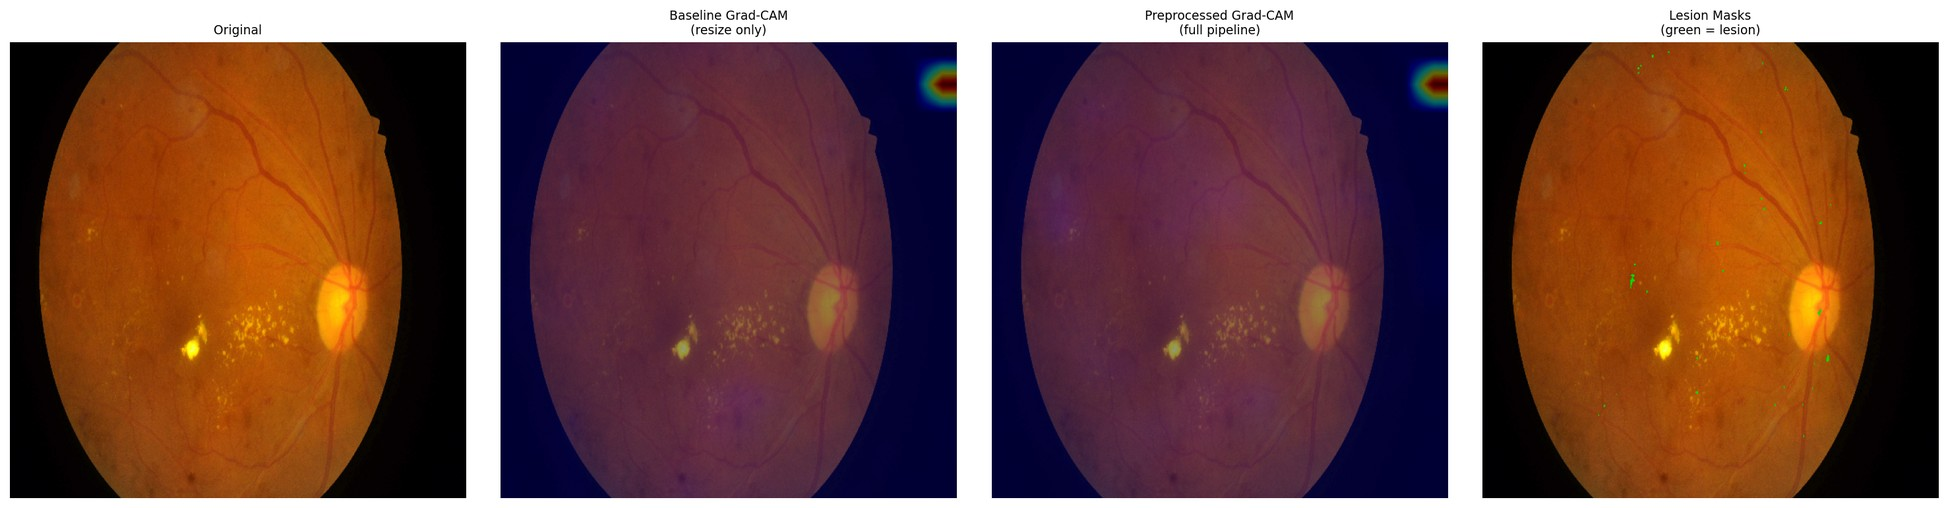 Original
Baseline Grad-CAM
(resize only)
Preprocessed Grad-CAM
(full pipeline)
Lesion Masks
(green = lesion)